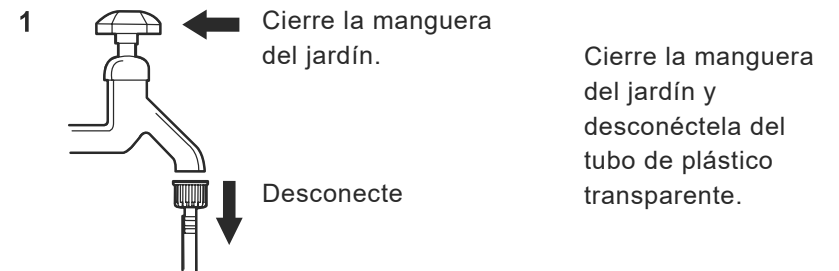 1
Cierre la manguera
del jardín.
Desconecte
Cierre la manguera
del jardín y
desconéctela del
tubo de plástico
transparente.